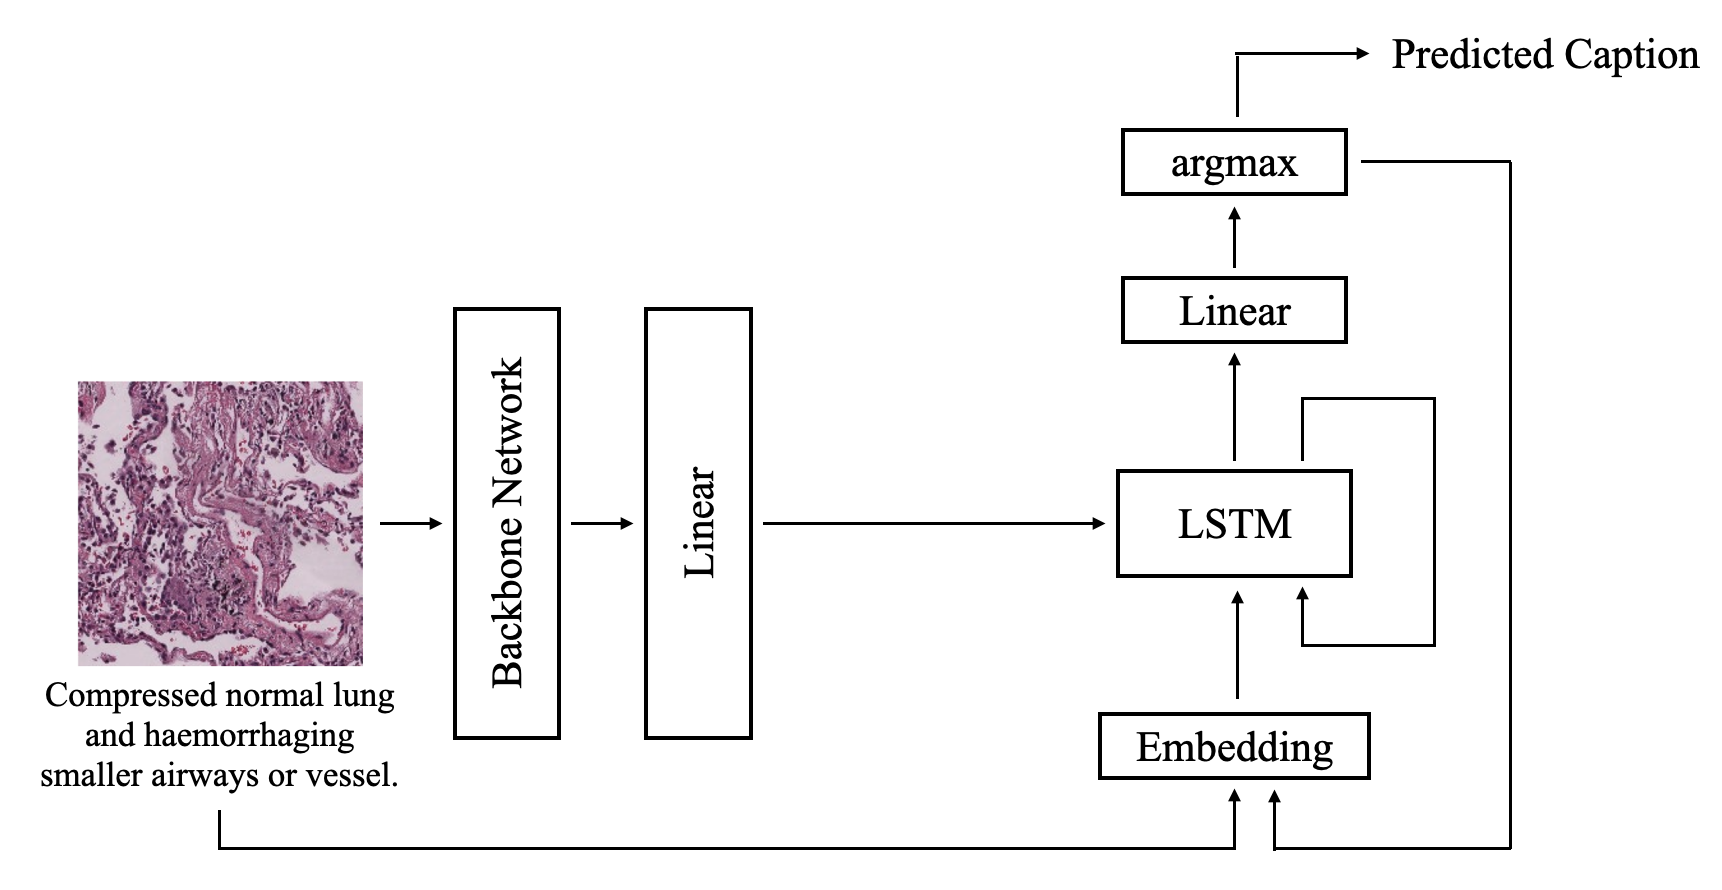 Predicted Caption
argmax
Linear
Backbone Network
Linear
LSTM
Compressed normal lung
and haemorrhaging
smaller airways or vessel.
Embedding